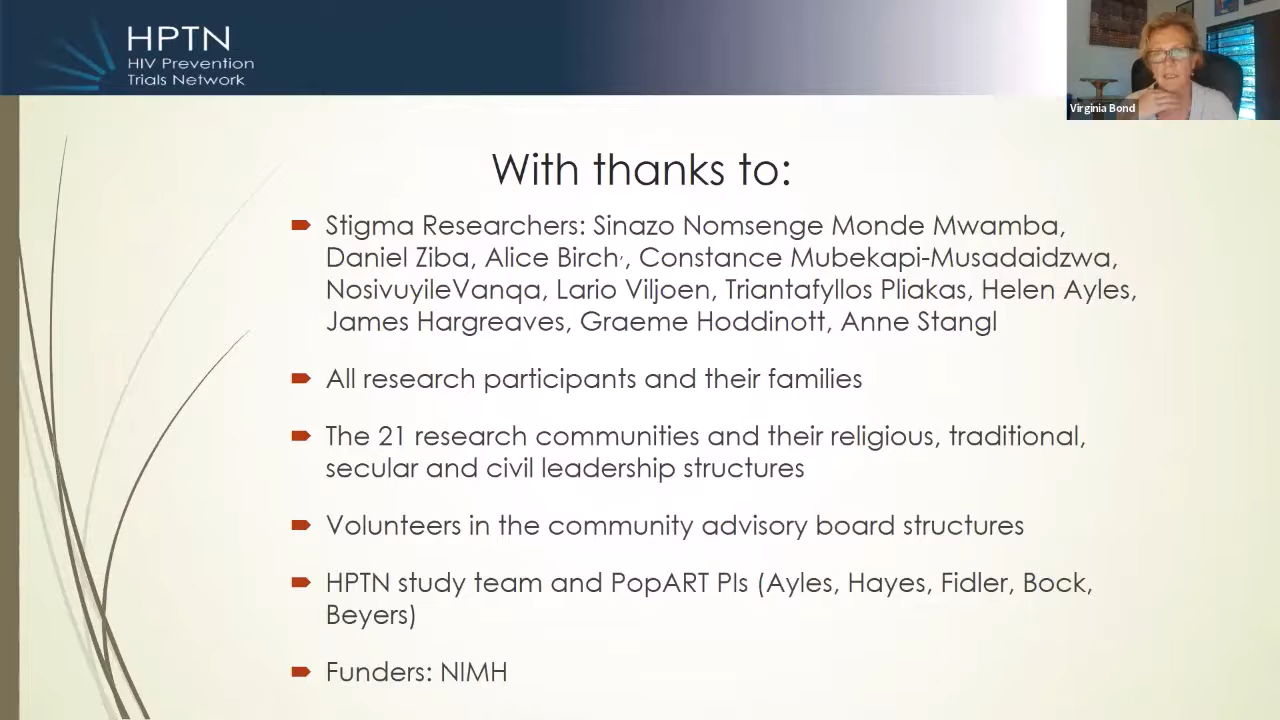 HPTN
HIV Prevention
Trials Network
Virginia Bond
With thanks to:
Stigma Researchers: Sinazo Nomsenge Monde Mwamba,
Daniel Ziba, Alice Birch, Constance Mubekapi-Musadaidzwa,
NosivuyileVanqa, Lario Viljoen, Triantafyllos Pliakas, Helen Ayles,
James Hargreaves, Graeme Hoddinott, Anne Stangl
All research participants and their families
The 21 research communities and their religious, traditional,
secular and civil leadership structures
Volunteers in the community advisory board structures
HPTN study team and PopART PIs (Ayles, Hayes, Fidler, Bock,
Beyers)
Funders: NIMH